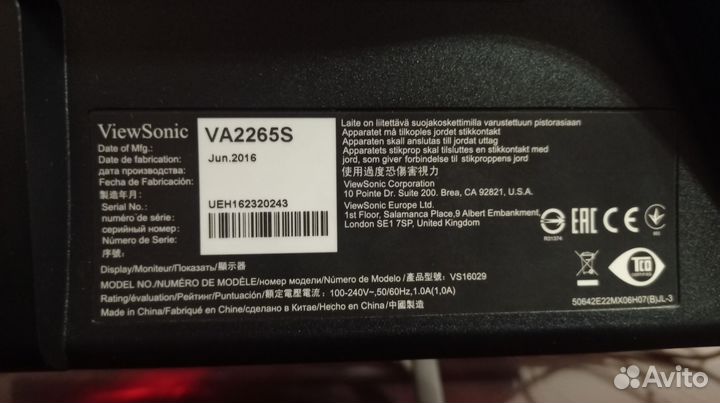 ViewSonic
Date of Mfg.:
Date de fabrication:
дата производства:
Fecha de Fabricación:
製造年月:
Serial No.:
numéro de série:
серийный номер:
Número de Serie:
序號:
VA2265S
Jun.2016
UEH162320243
Laite on liitettävä suojakoskettimilla varustettuun pistorasiaan
Apparatet må tilkoples jordet stikkontakt
Apparaten skall anslutas till jordat uttag
Apparatets stikprop skal tilsluttes en stikkontakt med
jord, som giver forbindelse til stikproppens jord
使用過度恐傷害視力
ViewSonic Corporation
10 Pointe Dr. Suite 200. Brea, CA 92821, U.S.A.
ViewSonic Europe Ltd.
1st Floor, Salamanca Place,9 Albert Embankment,
London SE1 7SP, United Kingdom
R31374
EAC CE
TCO
CERTIFIED
Display/Moniteur/Показать/顯示器
MODEL NO./NUMÉRO DE MODÈLE/номер модели/Número de Modelo /產品型號: VS16029
Rating/évaluation/Рейтинг/Puntuación/額定電壓電流: 100-240V~,50/60Hz,1.0A(1,0A)
Made in China/Fabriqué en Chine/сделано в Китае/Hecho en China/中國製造
50642E22MX06H07(B)JL-3
Avito